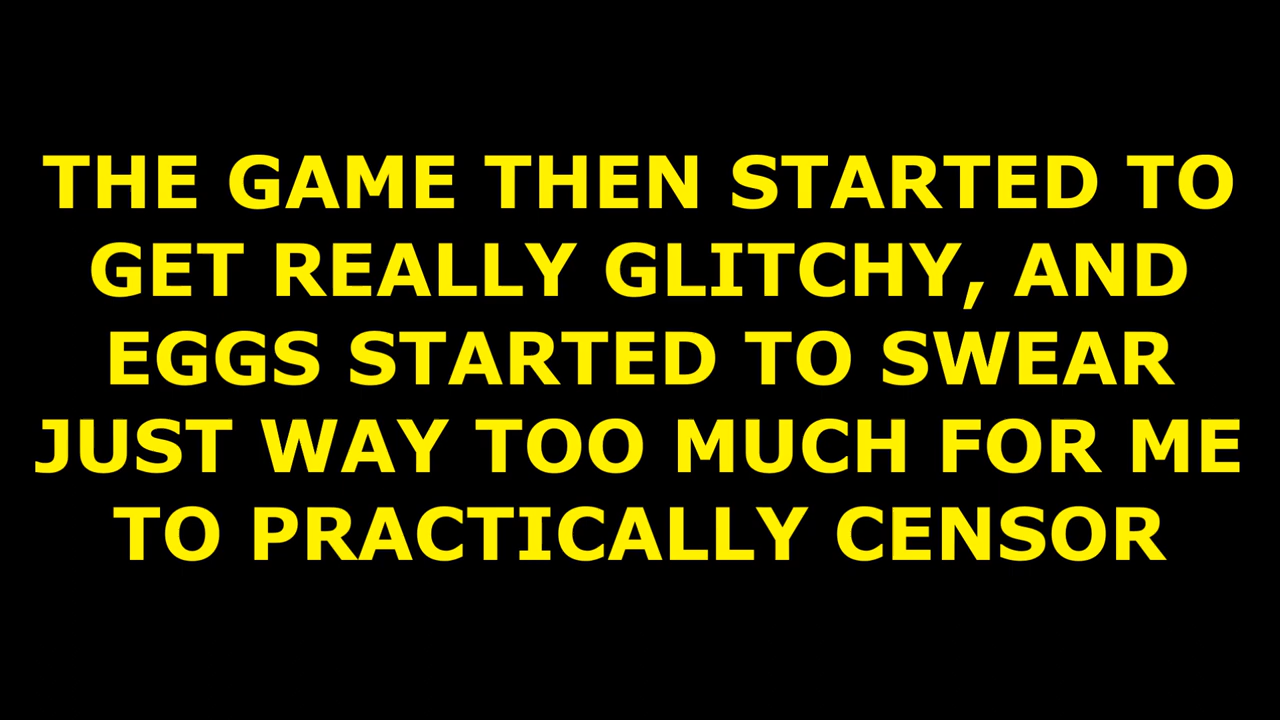 THE GAME THEN STARTED TO
GET REALLY GLITCHY, AND
EGGS STARTED TO SWEAR
JUST WAY TOO MUCH FOR ME
TO PRACTICALLY CENSOR